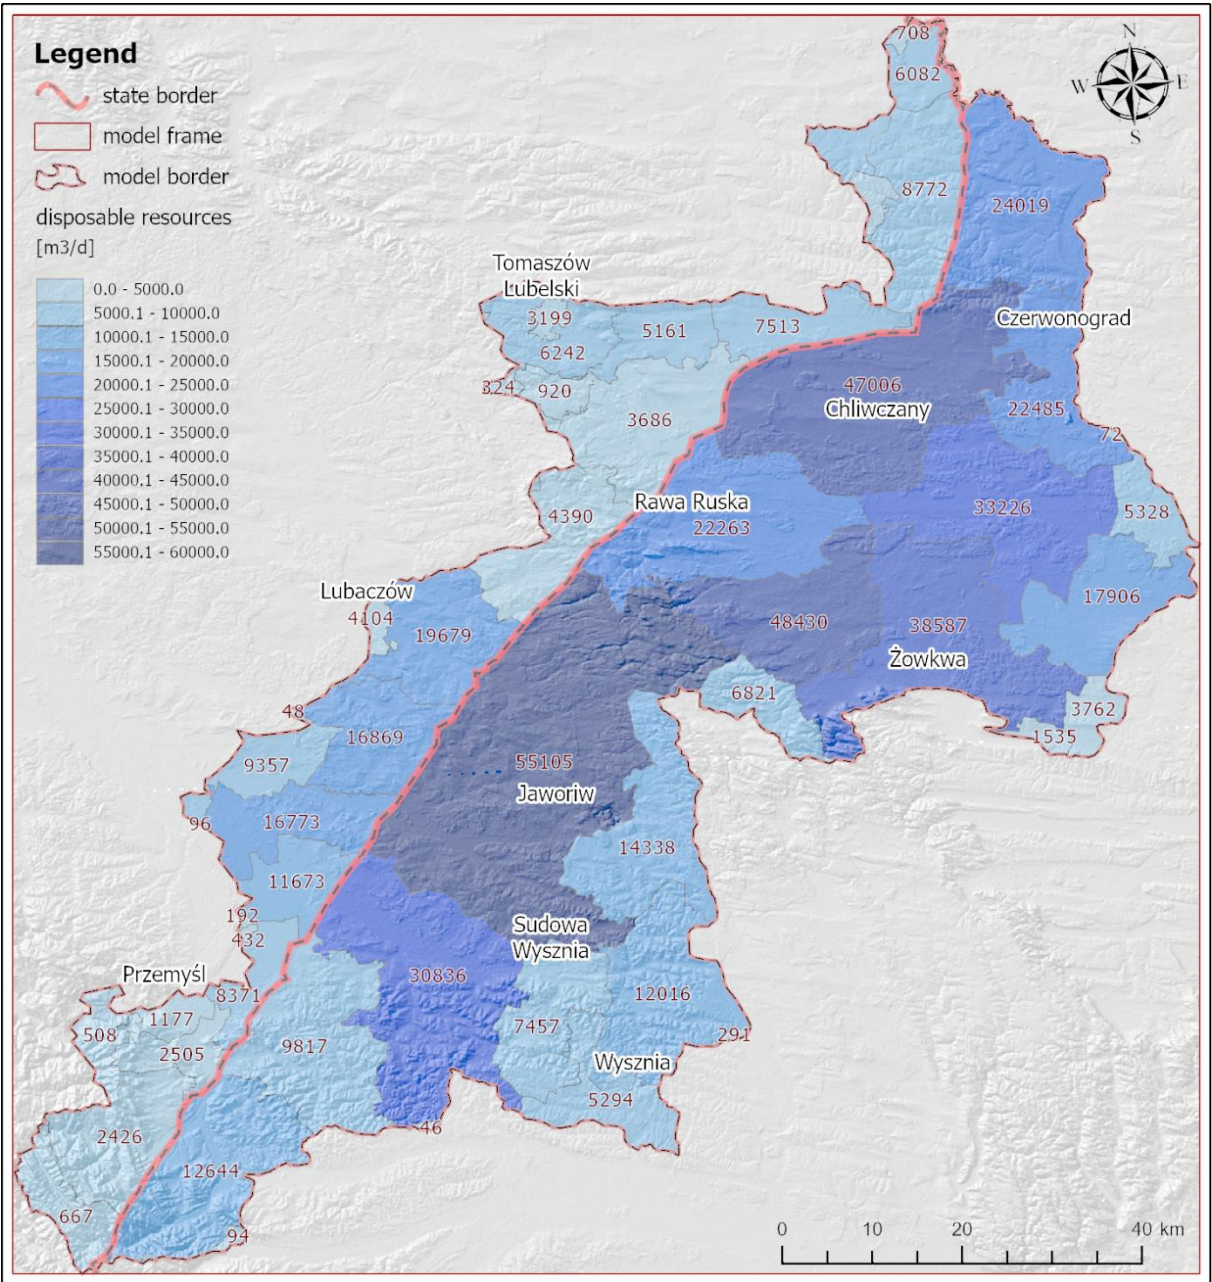 Legend
state border
model frame
model border
disposable resources
[m3/d]
0.0 - 5000.0
5000.1 - 10000.0
10000.1 - 15000.0
15000.1 - 20000.0
20000.1 - 25000.0
25000.1 - 30000.0
30000.1 - 35000.0
35000.1 - 40000.0
40000.1 - 45000.0
45000.1 - 50000.0
50000.1 - 55000.0
55000.1 - 60000.0
N
W E
S
708
6082
8772
24019
Tomaszów
Lubelski
3199
5161
7513
Czerwonograd
6242
324
920
47006
Chliwczany
22485
3686
72
4390
Rawa Ruska
22263
33226
5328
Lubaczów
4104
19679
17906
48430
38587
Żowkwa
6821
48
3762
16869
1535
9357
55105
Jaworiw
96
16773
14338
11673
192
432
Sudowa
Wysznia
Przemyśl
30836
8371
12016
1177
508
7457
291
2505
9817
Wysznia
5294
46
2426
12644
667
94
0 10 20 40 km